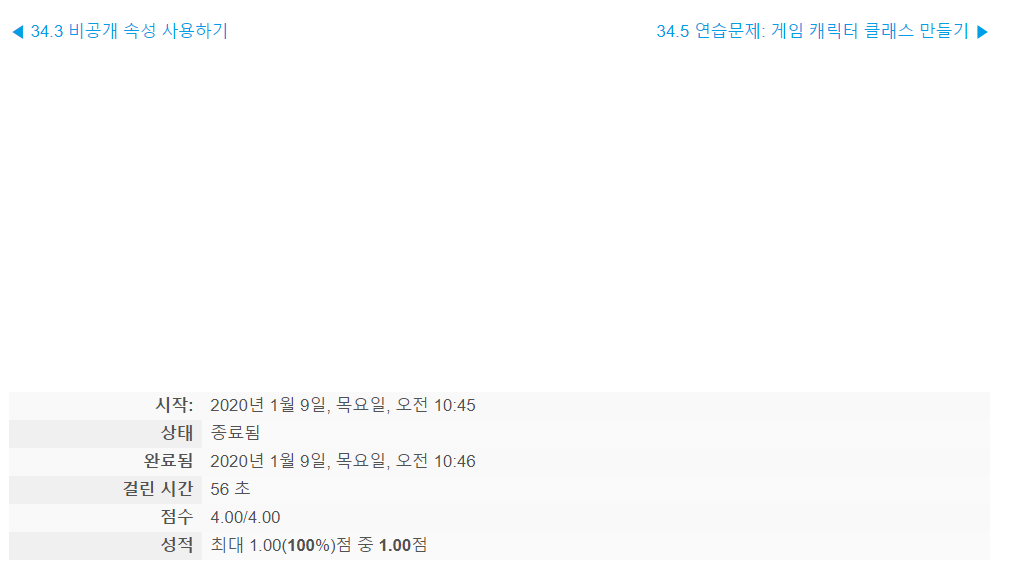 ◀ 34.3 비공개 속성 사용하기
34.5 연습문제: 게임 캐릭터 클래스 만들기 ▶
시작: 2020년 1월 9일, 목요일, 오전 10:45
상태 종료됨
완료됨 2020년 1월 9일, 목요일, 오전 10:46
걸린 시간 56 초
점수 4.00/4.00
성적 최대 1.00(100%)점 중 1.00점